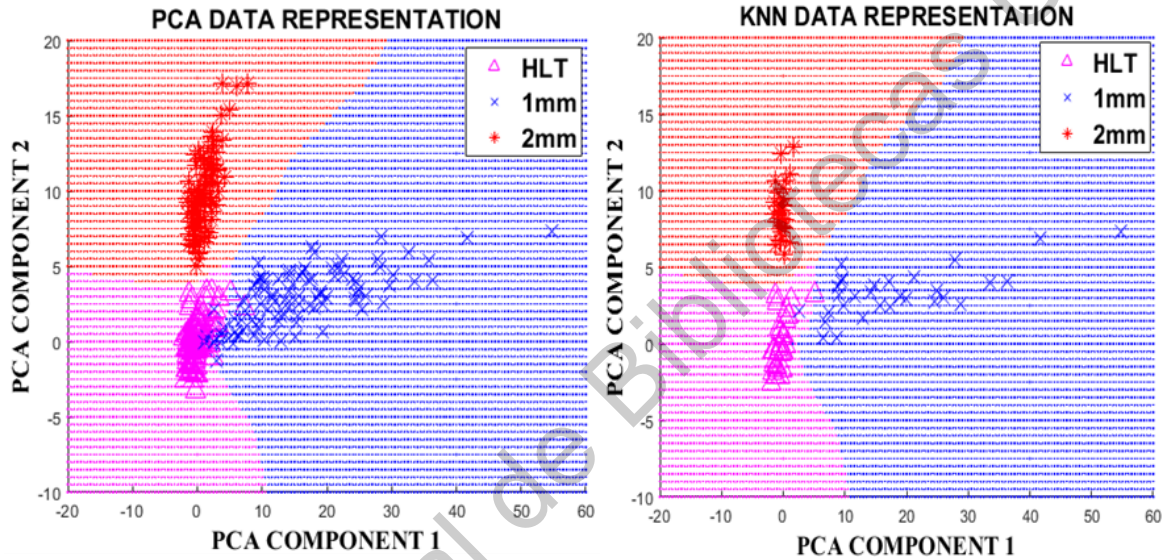 PCA DATA REPRESENTATION
20
15
10
5
0
-5
-10
-20
-10
0
10
20
30
40
50
60
PCA COMPONENT 2
PCA COMPONENT 1
HLT
1mm
2mm
KNN DATA REPRESENTATION
20
15
10
5
0
-5
-10
-20
-10
0
10
20
30
40
50
60
PCA COMPONENT 2
PCA COMPONENT 1
HLT
1mm
2mm
de Bibliotecas